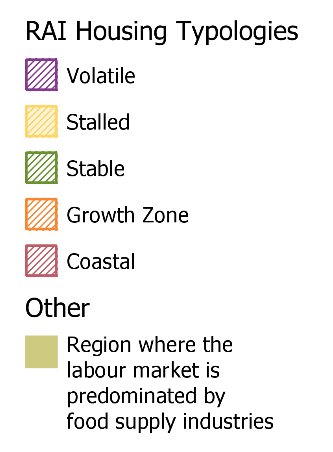 RAI Housing Typologies
Volatile
Stalled
Stable
Growth Zone
Coastal
Other
Region where the
labour market is
predominated by
food supply industries